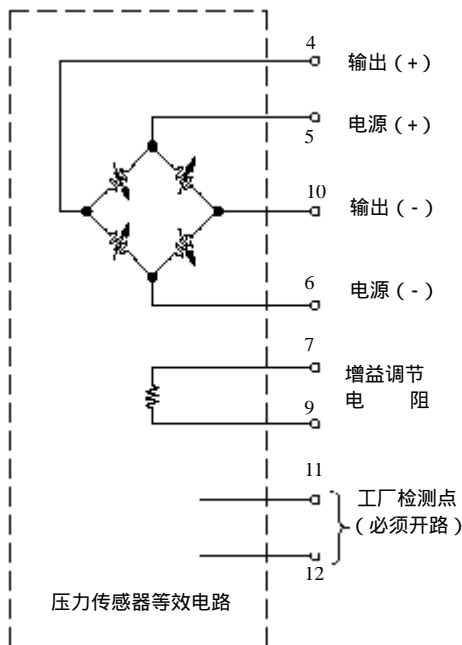 4
输出（+）
电源（+）
5
10
输出（-）
6
电源（-）
7
增益调节
电 阻
9
11
工厂检测点
（必须开路）
12
压力传感器等效电路